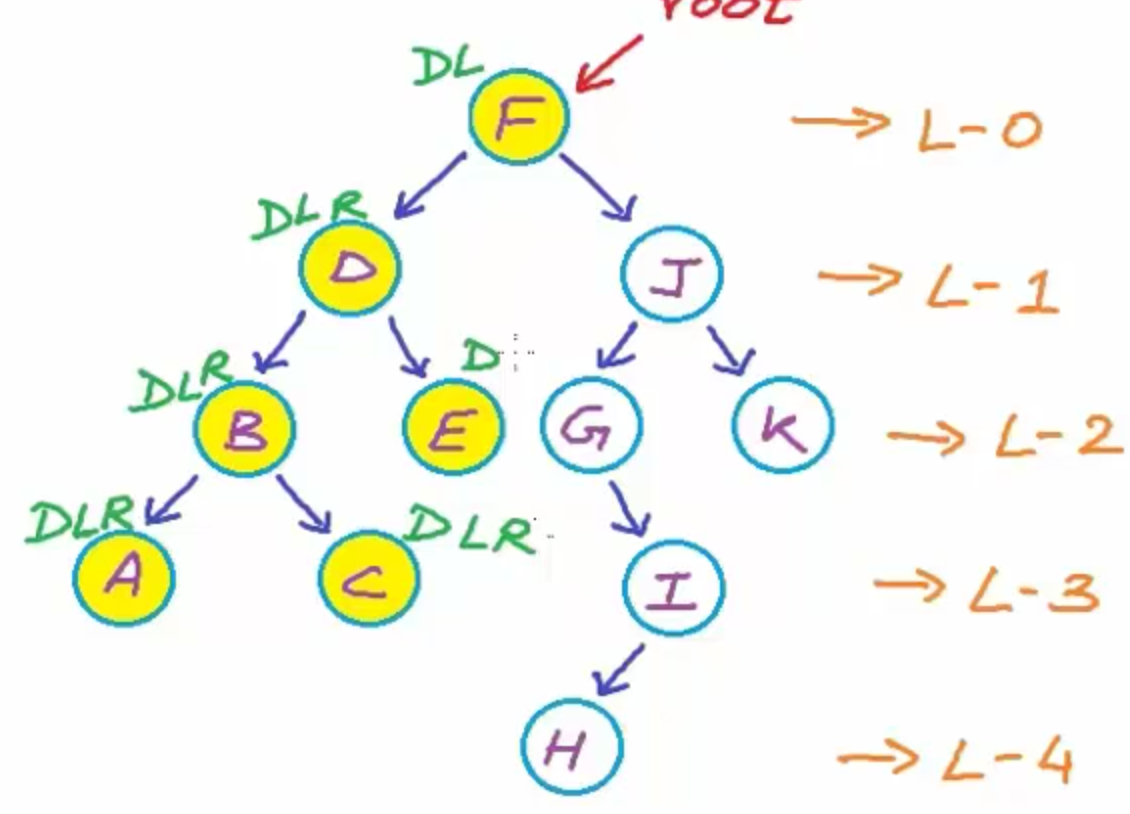 root
DL
F
→ L-0
DLR
D
J
→ L-1
DLR
B
D
E
G
K
→ L-2
DLR
A
DLR
C
I
→ L-3
H
→ L-4